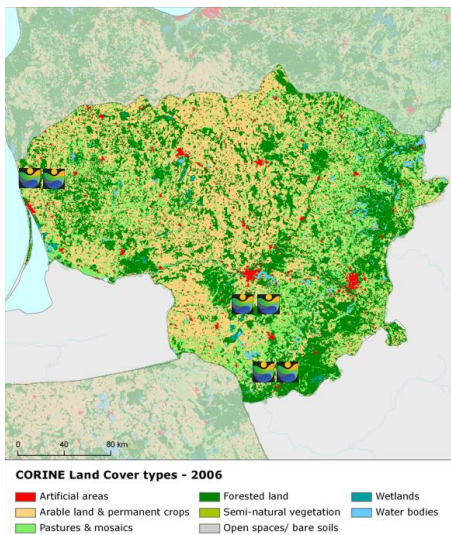 0 40 80 km
CORINE Land Cover types - 2006
Artificial areas Forested land Wetlands
Arable land & permanent crops Semi-natural vegetation Water bodies
Pastures & mosaics Open spaces/ bare soils